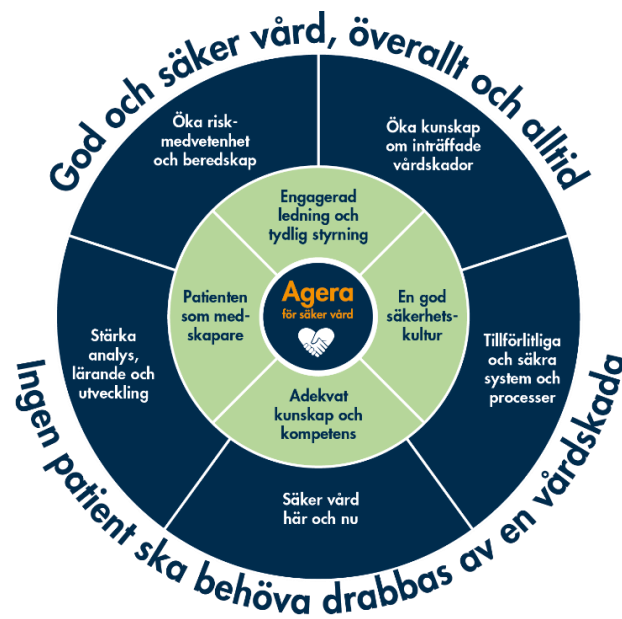 God och säker vård, överallt och alltid
Öka risk-
medvetenhet
och beredskap
Öka kunskap
om inträffade
vårdskador
Engagerad
ledning och
tydlig styrning
Patienten
som med-
skapare
Agera
för säker vård
En god
säkerhets-
kultur
Stärka
analys,
lärande och
utveckling
Tillförlitliga
och säkra
system och
processer
Adekvat
kunskap och
kompetens
Säker vård
här och nu
Ingen patient ska behöva drabbas av en vårdskada